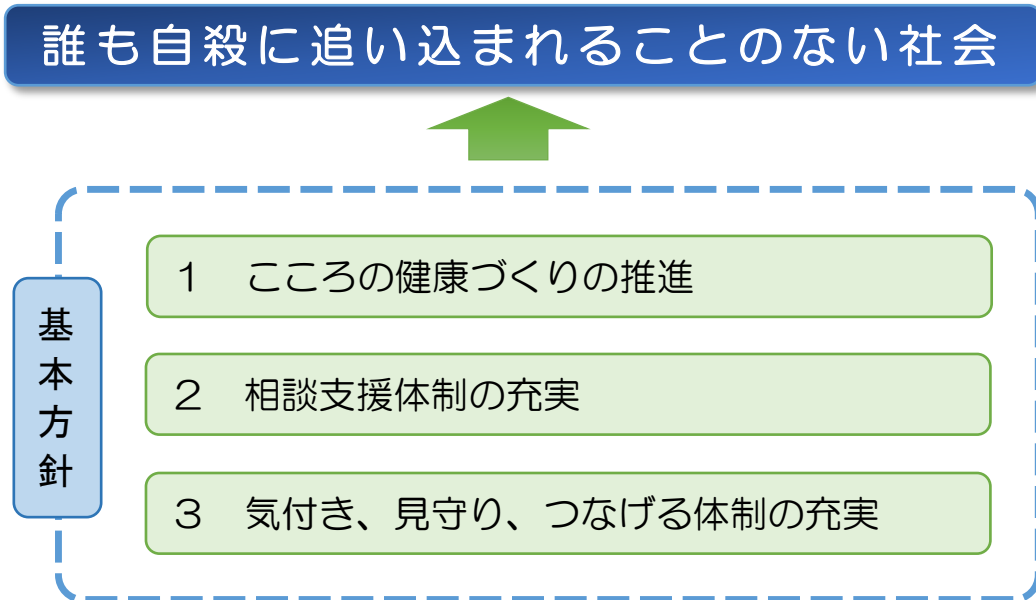 誰も自殺に追い込まれることのない社会
基本方針
１　こころの健康づくりの推進
２　相談支援体制の充実
３　気付き、見守り、つなげる体制の充実